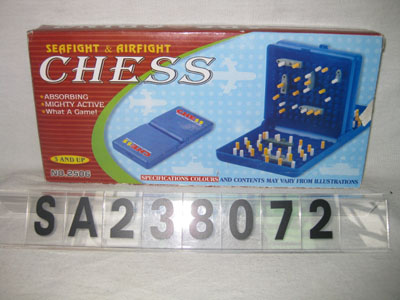 SEAFIGHT & AIRFIGHT
CHESS
• ABSORBING
• MIGHTY ACTIVE
• What A Game!
3 AND UP
NO.2506
SPECIFICATIONS COLOURS AND CONTENTS MAY VARY FROM ILLUSTRATIONS
SA238072